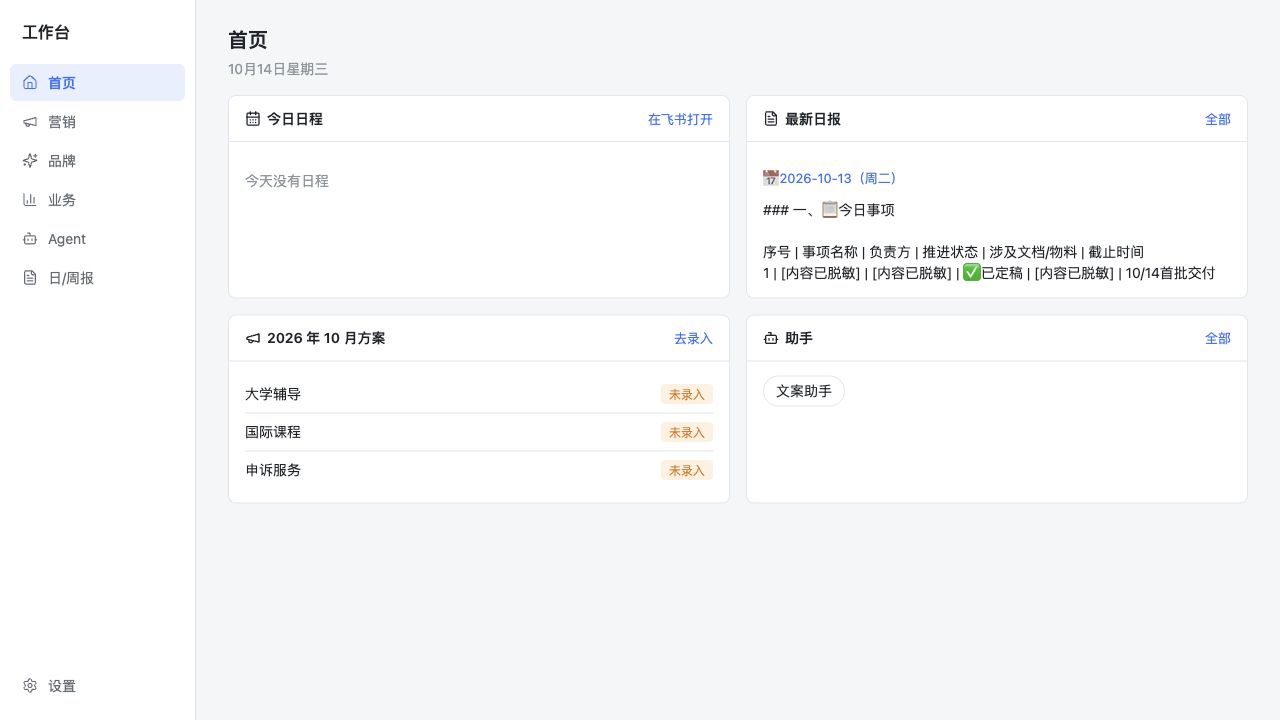 工作台
首页
营销
品牌
业务
Agent
日/周报
设置
首页
10月14日星期三
今日日程
在飞书打开
今天没有日程
最新日报
全部
📅2026-10-13（周二）
### 一、📋今日事项
序号 | 事项名称 | 负责方 | 推进状态 | 涉及文档/物料 | 截止时间
1 | [内容已脱敏] | [内容已脱敏] | ✅已定稿 | [内容已脱敏] | 10/14首批交付
2026 年 10 月方案
去录入
大学辅导
未录入
国际课程
未录入
申诉服务
未录入
助手
全部
文案助手